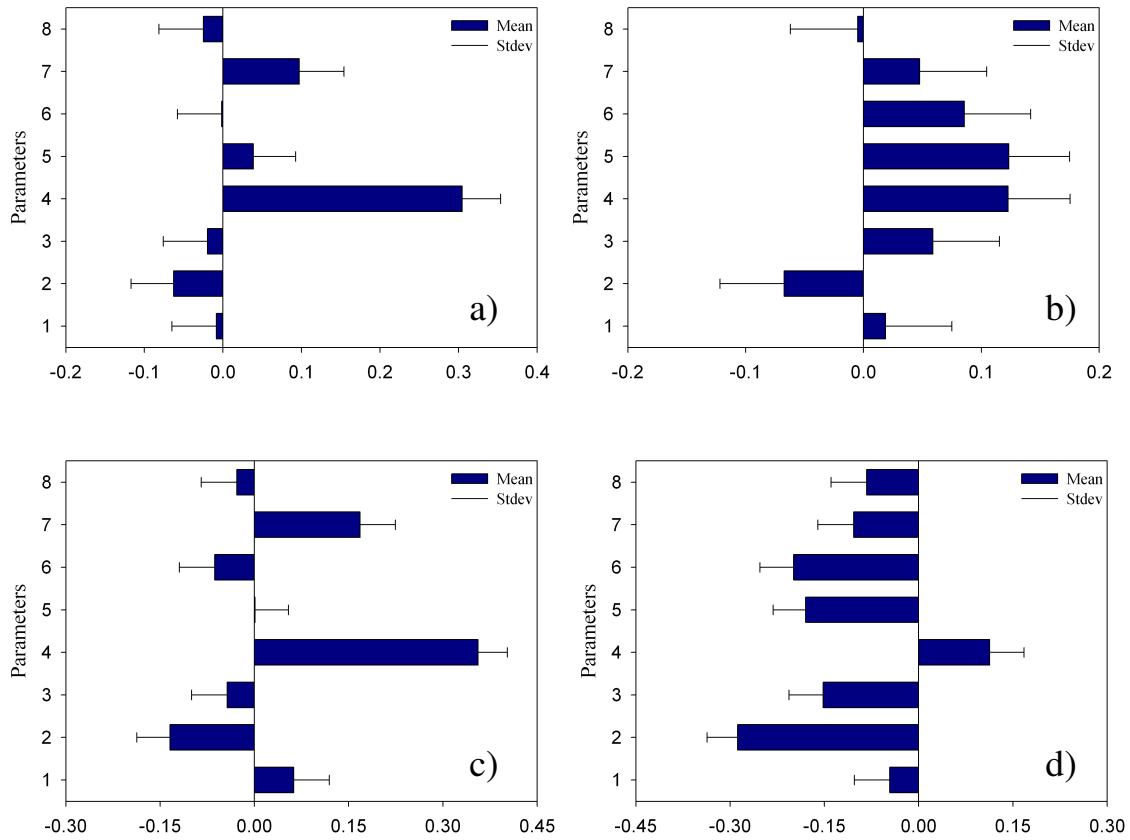 8
7
6
5
4
3
2
1
Parameters
Mean
Stdev
a)
-0.2 -0.1 0.0 0.1 0.2 0.3 0.4
8
7
6
5
4
3
2
1
Parameters
Mean
Stdev
b)
-0.2 -0.1 0.0 0.1 0.2
8
7
6
5
4
3
2
1
Parameters
Mean
Stdev
c)
-0.30 -0.15 0.00 0.15 0.30 0.45
8
7
6
5
4
3
2
1
Parameters
Mean
Stdev
d)
-0.45 -0.30 -0.15 0.00 0.15 0.30